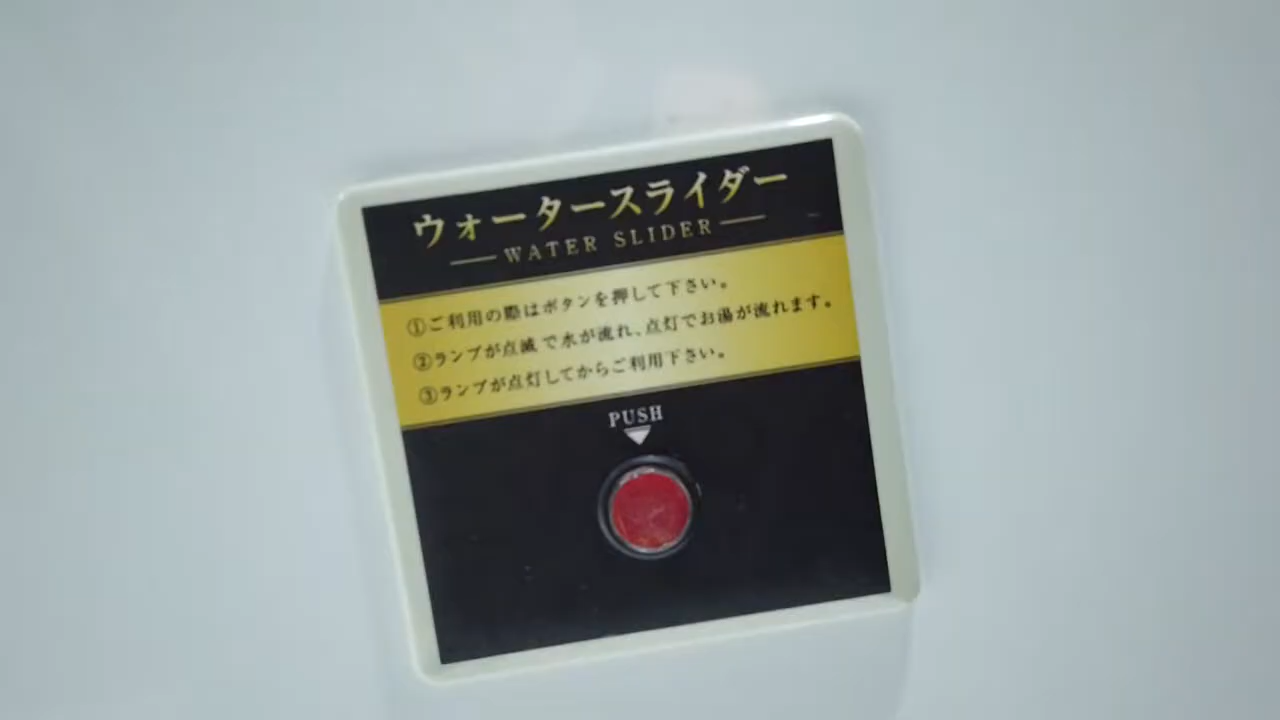 ウォータースライダー
WATER SLIDER
①ご利用の際はボタンを押して下さい。
②ランプが点滅で水が流れ、点灯でお湯が流れます。
③ランプが点灯してからご利用下さい。
PUSH